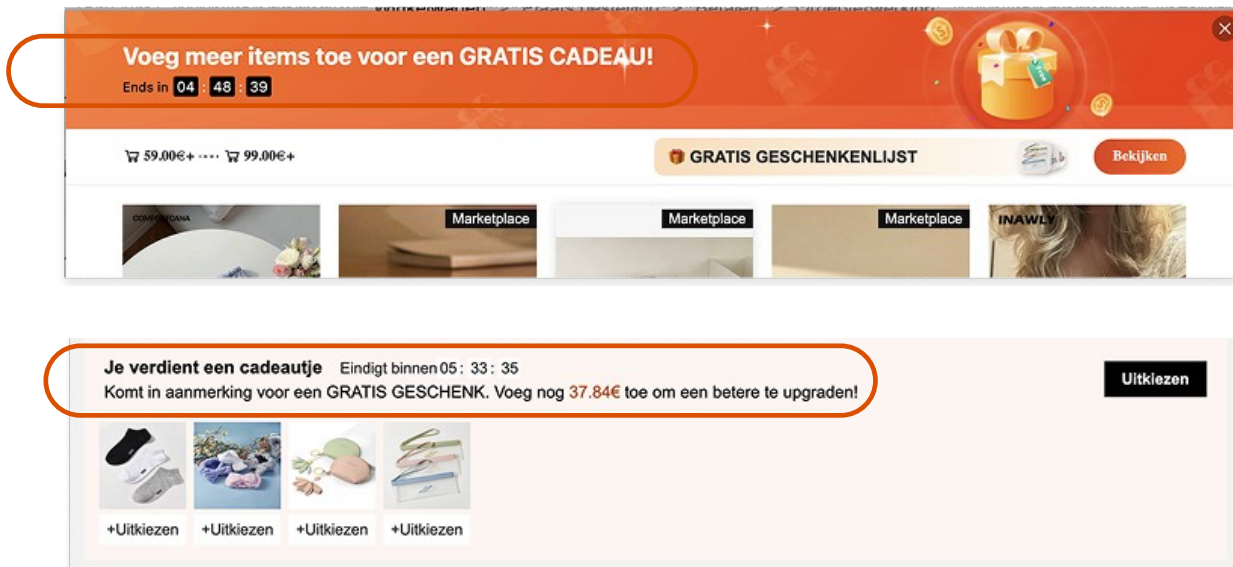 Voeg meer items toe voor een GRATIS CADEAU!
Ends in 04 : 48 : 39
59.00€+ ···· 99.00€+
GRATIS GESCHENKENLIJST
Free
Bekijken
Marketplace
Marketplace
Marketplace
INAWLY
Je verdient een cadeautje Eindigt binnen 05 : 33 : 35
Komt in aanmerking voor een GRATIS GESCHENK. Voeg nog 37.84€ toe om een betere te upgraden!
Uitkiezen
+Uitkiezen +Uitkiezen +Uitkiezen +Uitkiezen